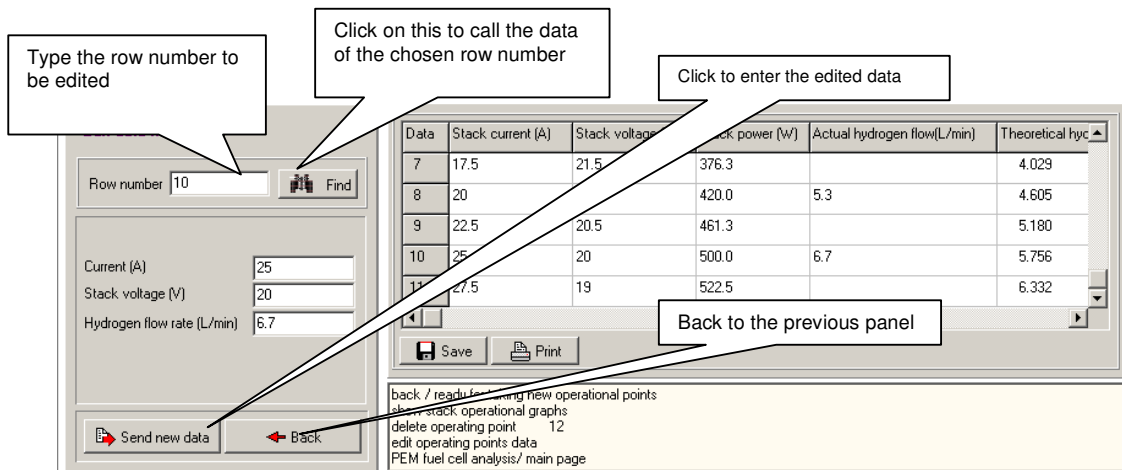 Type the row number to
be edited
Click on this to call the data
of the chosen row number
Click to enter the edited data
Row number 10 Find
Current (A) 25
Stack voltage (V) 20
Hydrogen flow rate (L/min) 6.7
Send new data Back
Data Stack current (A) Stack voltage power (W) Actual hydrogen flow(L/min) Theoretical hyc
7 17.5 21.5 376.3 4.029
8 20 420.0 5.3 4.605
9 22.5 20.5 461.3 5.180
10 25 20 500.0 6.7 5.756
11 27.5 19 522.5 6.332
Back to the previous panel
Save Print
back / ready for taking new operational points
show stack operational graphs
delete operating point 12
edit operating points data
PEM fuel cell analysis/ main page